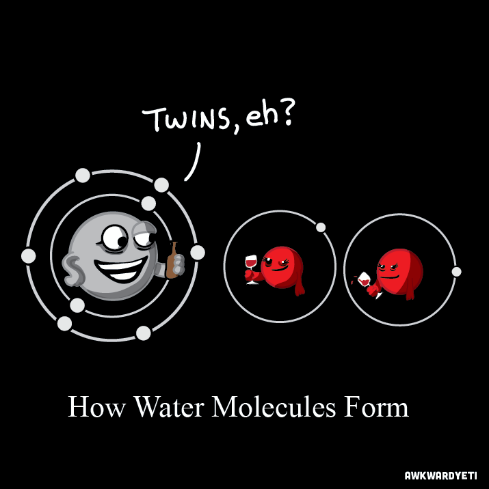 TWINS, eh?
How Water Molecules Form
AWKWARDYETI